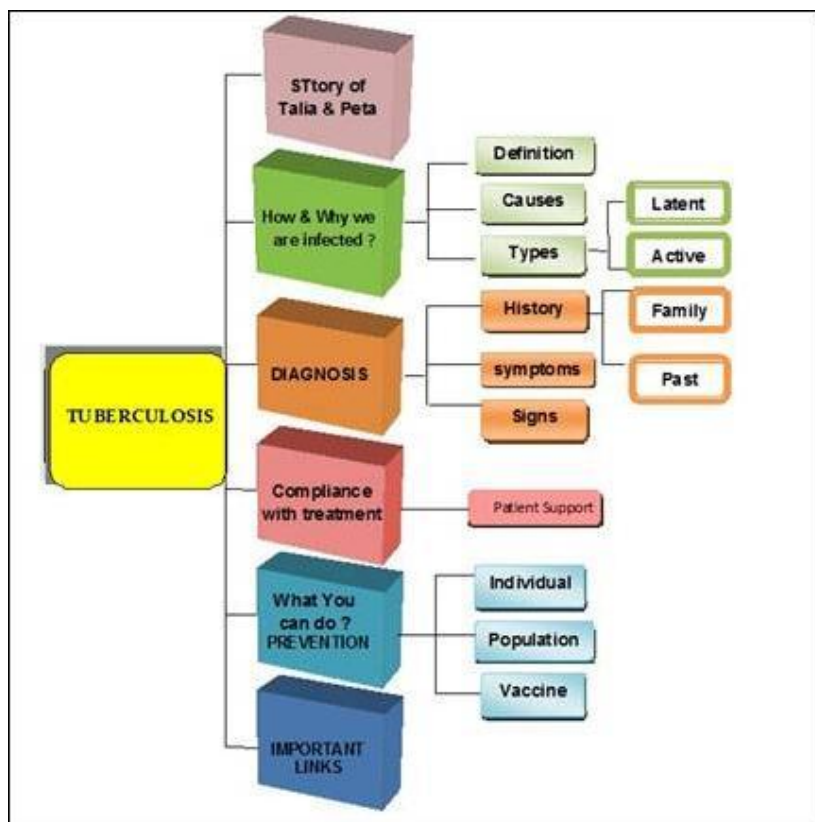 STtory of
Talia & Peta
How & Why we
are infected ?
Definition
Causes
Types
Latent
Active
TUBERCULOSIS
DIAGNOSIS
History
symptoms
Signs
Family
Past
Compliance
with treatment
Patient Support
What You
can do ?
PREVENTION
Individual
Population
Vaccine
IMPORTANT
LINKS